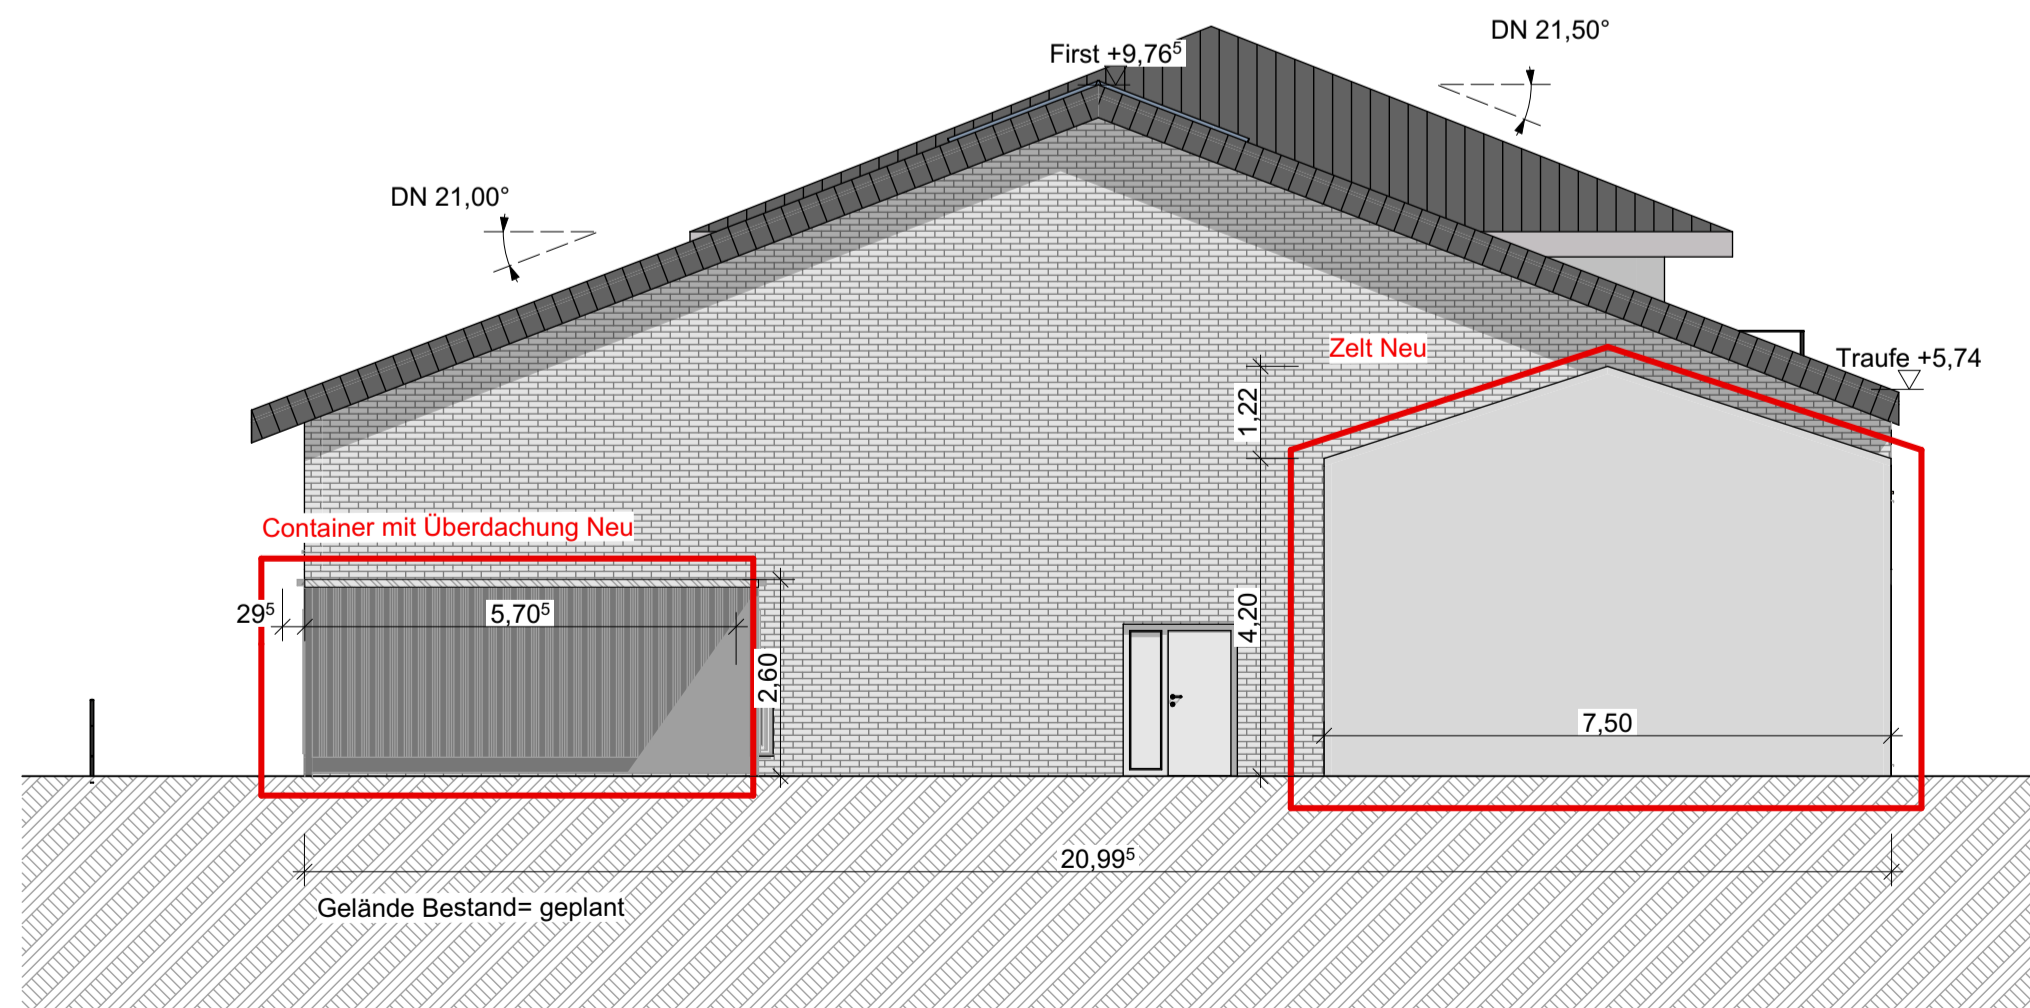 DN 21,50°
First +9,76⁵
DN 21,00°
Zelt Neu
Traufe +5,74
1,22
Container mit Überdachung Neu
29⁵
5,70⁵
4,20
2,60
7,50
20,99⁵
Gelände Bestand= geplant